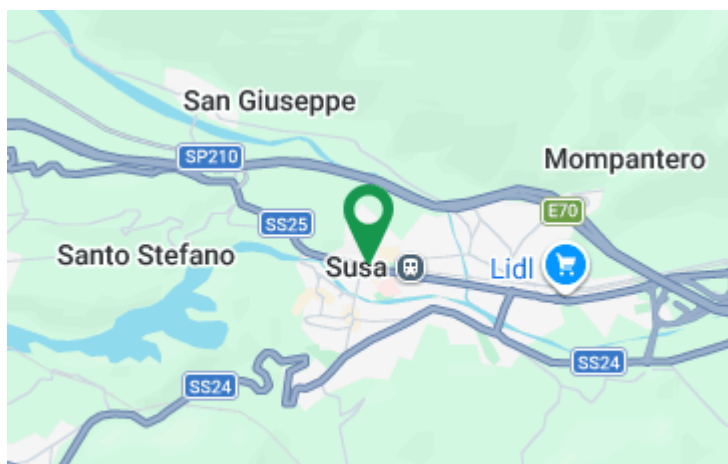 San Giuseppe
SP210
Mompantero
E70
SS25
Santo Stefano
Susa
Lidl
SS24
SS24